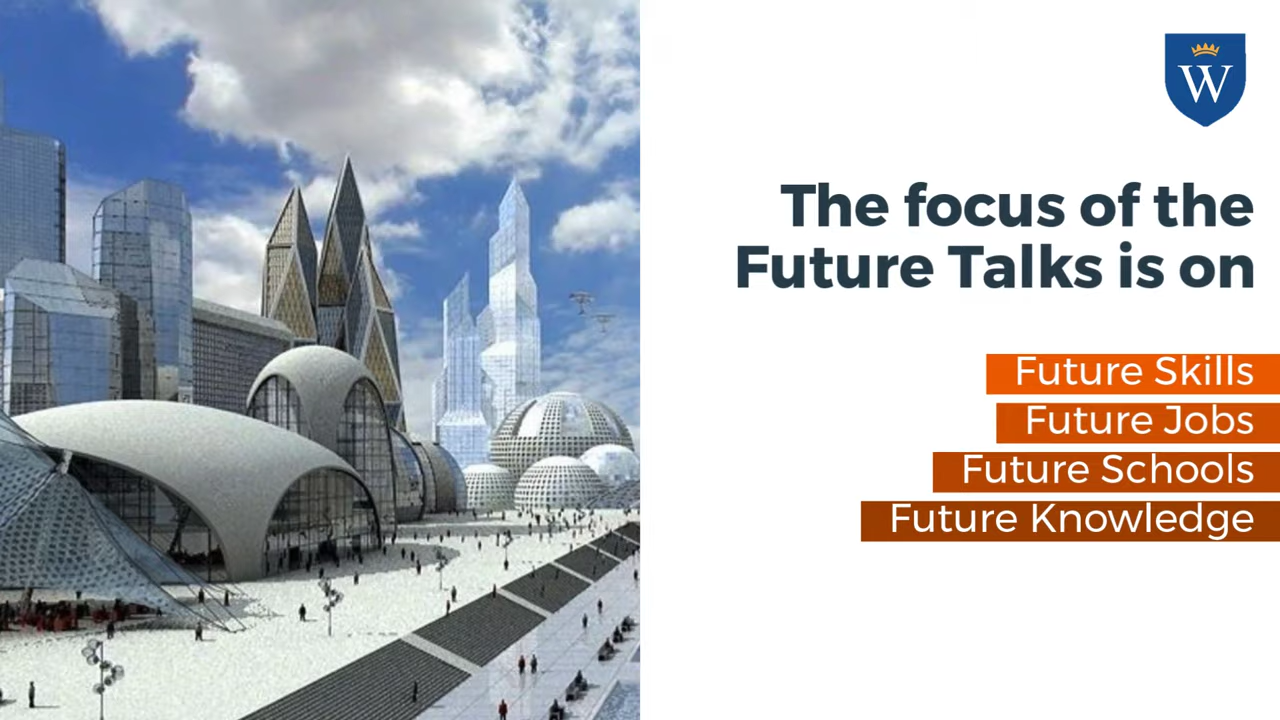 W
The focus of the
Future Talks is on
Future Skills
Future Jobs
Future Schools
Future Knowledge